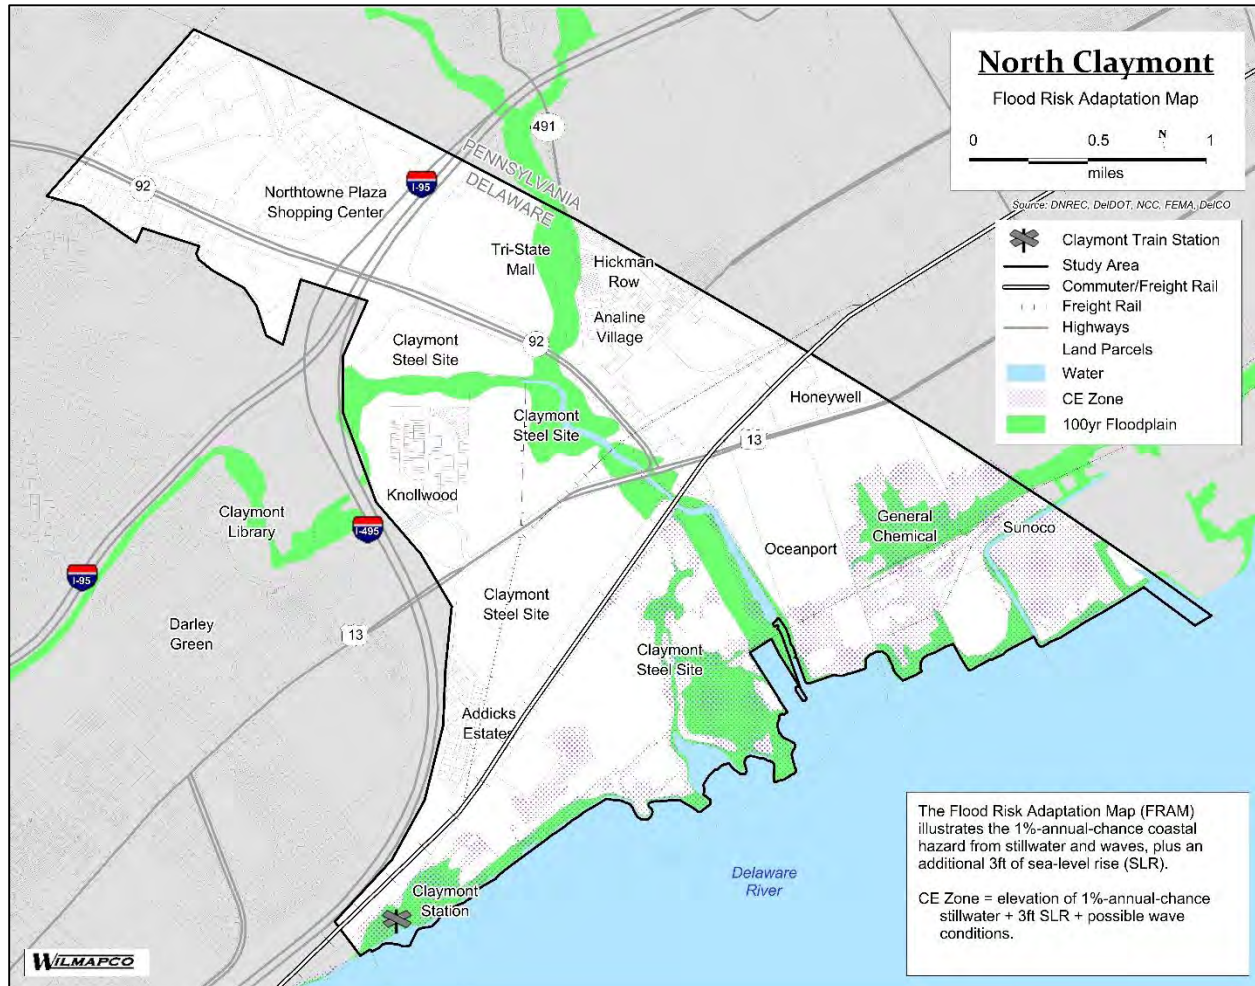 North Claymont
Flood Risk Adaptation Map
0 0.5 1
N
miles
Source: DNREC, DelDOT, NCC, FEMA, DelCO
Claymont Train Station
Study Area
Commuter/Freight Rail
Freight Rail
Highways
Land Parcels
Water
CE Zone
100yr Floodplain
491
PENNSYLVANIA
DELAWARE
92
I-95
Northtowne Plaza
Shopping Center
Tri-State
Mall
Hickman
Row
Analine
Village
92
Claymont
Steel Site
Claymont
Steel Site
Honeywell
13
Knollwood
Claymont
Library
I-495
General
Chemical
Sunoco
Oceanport
I-95
Darley
Green
13
Claymont
Steel Site
Claymont
Steel Site
Addicks
Estates
Claymont
Station
Delaware
River
The Flood Risk Adaptation Map (FRAM)
illustrates the 1%-annual-chance coastal
hazard from stillwater and waves, plus an
additional 3ft of sea-level rise (SLR).
CE Zone = elevation of 1%-annual-chance
stillwater + 3ft SLR + possible wave
conditions.
WILMAPCO